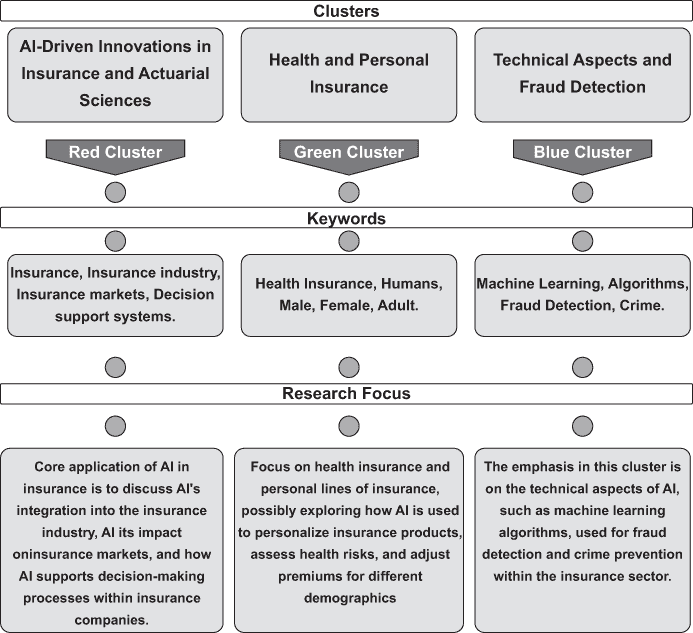 Clusters
AI-Driven Innovations in
Insurance and Actuarial
Sciences
Health and Personal
Insurance
Technical Aspects and
Fraud Detection
Red Cluster
Green Cluster
Blue Cluster
Keywords
Insurance, Insurance industry,
Insurance markets, Decision
support systems.
Health Insurance, Humans,
Male, Female, Adult.
Machine Learning, Algorithms,
Fraud Detection, Crime.
Research Focus
Core application of AI in
insurance is to discuss AI's
integration into the insurance
industry, AI its impact
oninsurance markets, and how
AI supports decision-making
processes within insurance
companies.
Focus on health insurance and
personal lines of insurance,
possibly exploring how AI is used
to personalize insurance products,
assess health risks, and adjust
premiums for different
demographics
The emphasis in this cluster is
on the technical aspects of AI,
such as machine learning
algorithms, used for fraud
detection and crime prevention
within the insurance sector.